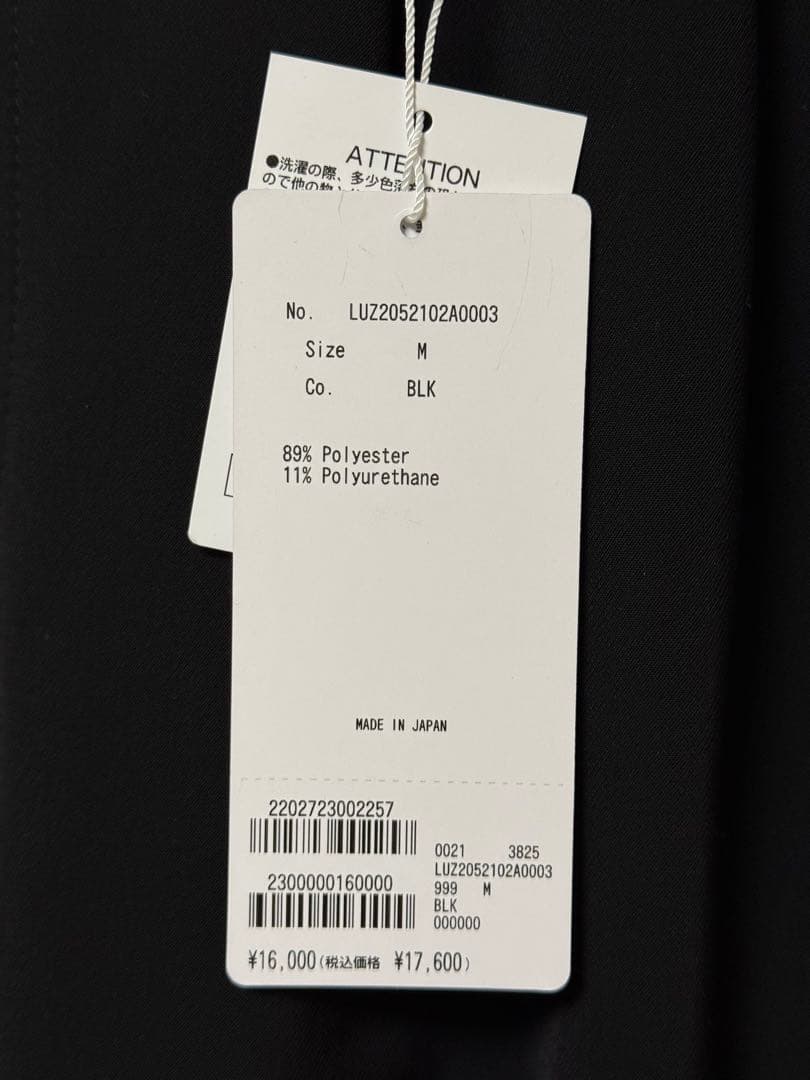 ATTENTION
●洗濯の際、多少色落
ので他の物
No. LUZ2052102A0003
Size M
Co. BLK
89% Polyester
11% Polyurethane
MADE IN JAPAN
2202723002257
2300000160000
0021 3825
LUZ2052102A0003
999 M
BLK
000000
¥16,000(税込価格 ¥17,600)